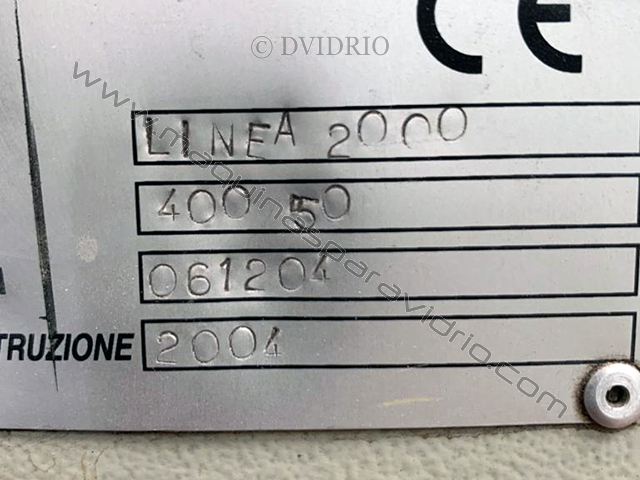 © DVIDRIO
CE
www.maquinasparavidrio.com
LINEA 2000
400 50
061204
TRUZIONE 2004